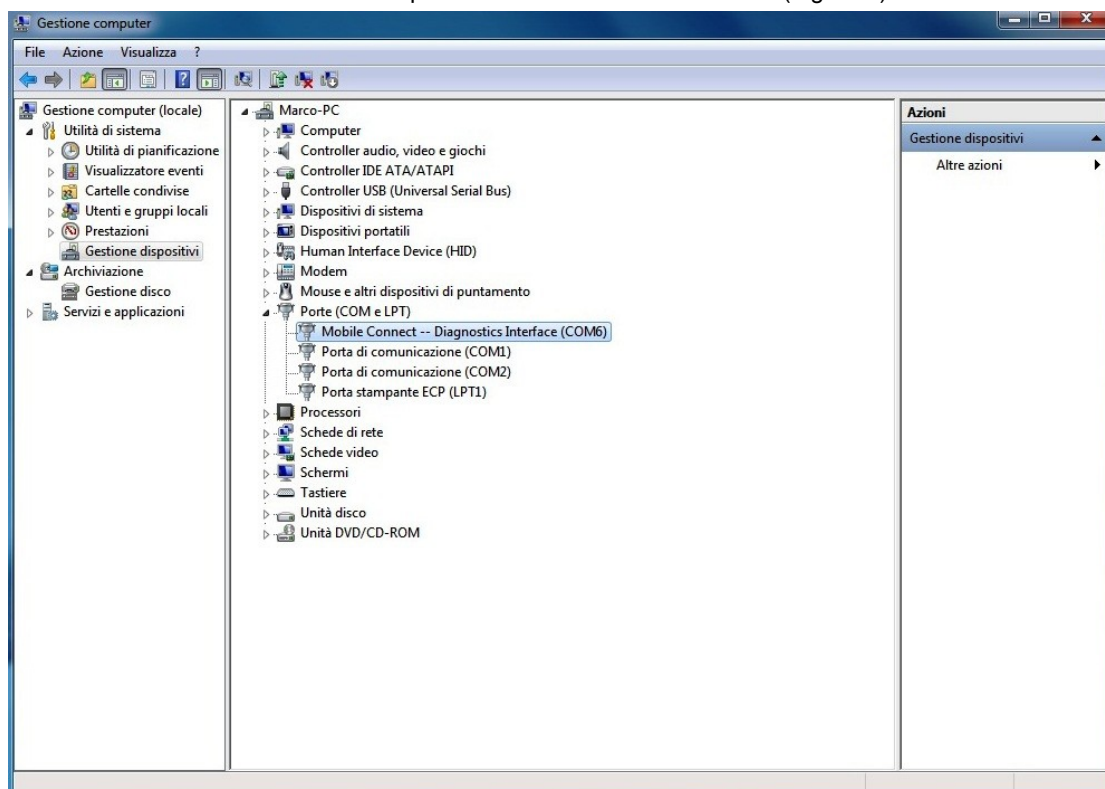 Gestione computer
File Azione Visualizza ?
Gestione computer (locale)
Utilità di sistema
Utilità di pianificazione
Visualizzatore eventi
Cartelle condivise
Utenti e gruppi locali
Prestazioni
Gestione dispositivi
Archiviazione
Gestione disco
Servizi e applicazioni
Marco-PC
Computer
Controller audio, video e giochi
Controller IDE ATA/ATAPI
Controller USB (Universal Serial Bus)
Dispositivi di sistema
Dispositivi portatili
Human Interface Device (HID)
Modem
Mouse e altri dispositivi di puntamento
Porte (COM e LPT)
Mobile Connect -- Diagnostics Interface (COM6)
Porta di comunicazione (COM1)
Porta di comunicazione (COM2)
Porta stampante ECP (LPT1)
Processori
Schede di rete
Schede video
Schermi
Tastiere
Unità disco
Unità DVD/CD-ROM
Azioni
Gestione dispositivi
Altre azioni